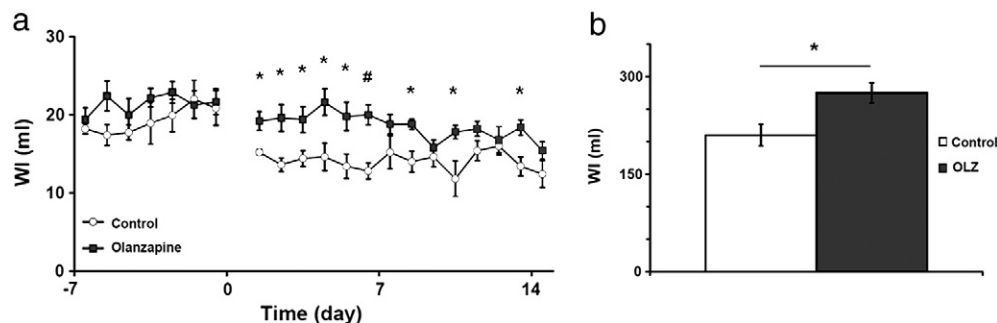 a
WI (ml)
30
20
10
0
* * * * * # * * *
Control
Olanzapine
-7 0 7 14
Time (day)
b
WI (ml)
300
150
0
*
Control
OLZ